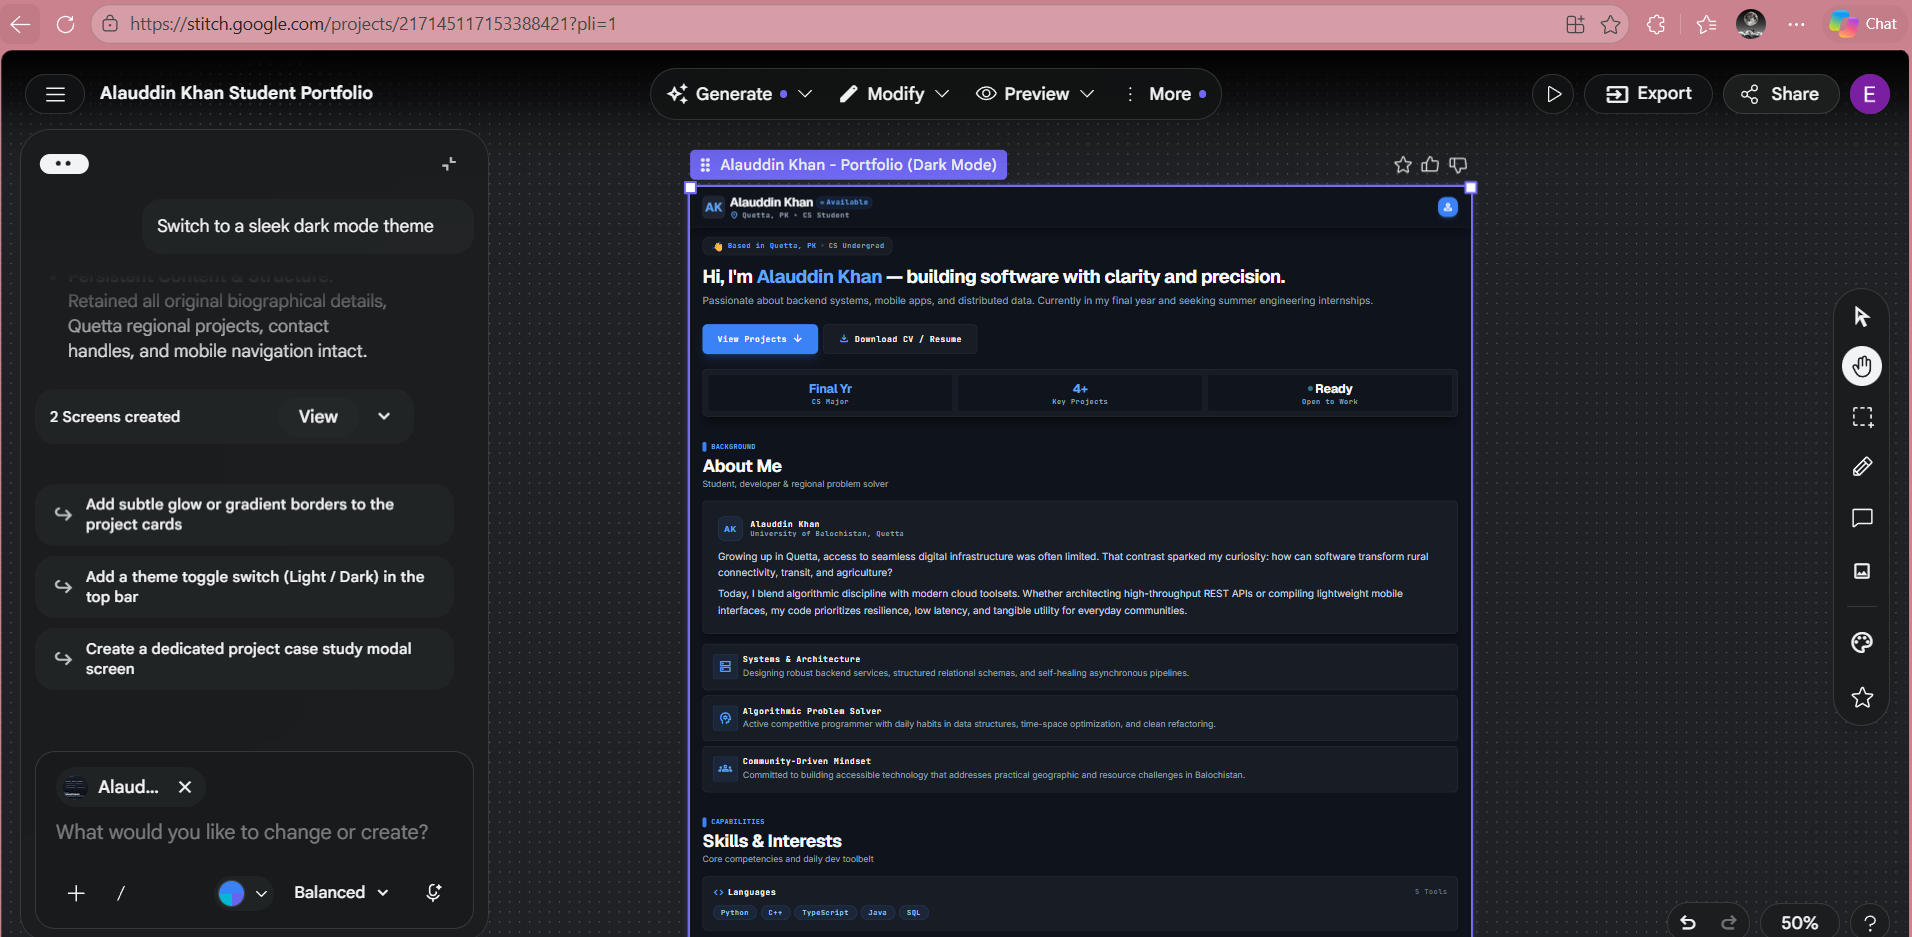 https://stitch.google.com/projects/217145117153388421?pli=1
Chat
Alauddin Khan Student Portfolio
Generate
Modify
Preview
More
Export
Share
E
Switch to a sleek dark mode theme
Persistent Content & Structure:
Retained all original biographical details,
Quetta regional projects, contact
handles, and mobile navigation intact.
2 Screens created
View
Add subtle glow or gradient borders to the
project cards
Add a theme toggle switch (Light / Dark) in the
top bar
Create a dedicated project case study modal
screen
Alaud...
What would you like to change or create?
/
Balanced
Alauddin Khan - Portfolio (Dark Mode)
AK
Alauddin Khan
Available
Quetta, PK • CS Student
Based in Quetta, PK · CS Undergrad
Hi, I'm Alauddin Khan — building software with clarity and precision.
Passionate about backend systems, mobile apps, and distributed data. Currently in my final year and seeking summer engineering internships.
View Projects
Download CV / Resume
Final Yr
CS Major
4+
Key Projects
Ready
Open to Work
BACKGROUND
About Me
Student, developer & regional problem solver
AK
Alauddin Khan
University of Balochistan, Quetta
Growing up in Quetta, access to seamless digital infrastructure was often limited. That contrast sparked my curiosity: how can software transform rural
connectivity, transit, and agriculture?
Today, I blend algorithmic discipline with modern cloud toolsets. Whether architecting high-throughput REST APIs or compiling lightweight mobile
interfaces, my code prioritizes resilience, low latency, and tangible utility for everyday communities.
Systems & Architecture
Designing robust backend services, structured relational schemas, and self-healing asynchronous pipelines.
Algorithmic Problem Solver
Active competitive programmer with daily habits in data structures, time-space optimization, and clean refactoring.
Community-Driven Mindset
Committed to building accessible technology that addresses practical geographic and resource challenges in Balochistan.
CAPABILITIES
Skills & Interests
Core competencies and daily dev toolbelt
<> Languages
5 Tools
Python
C++
TypeScript
Java
SQL
50%
?